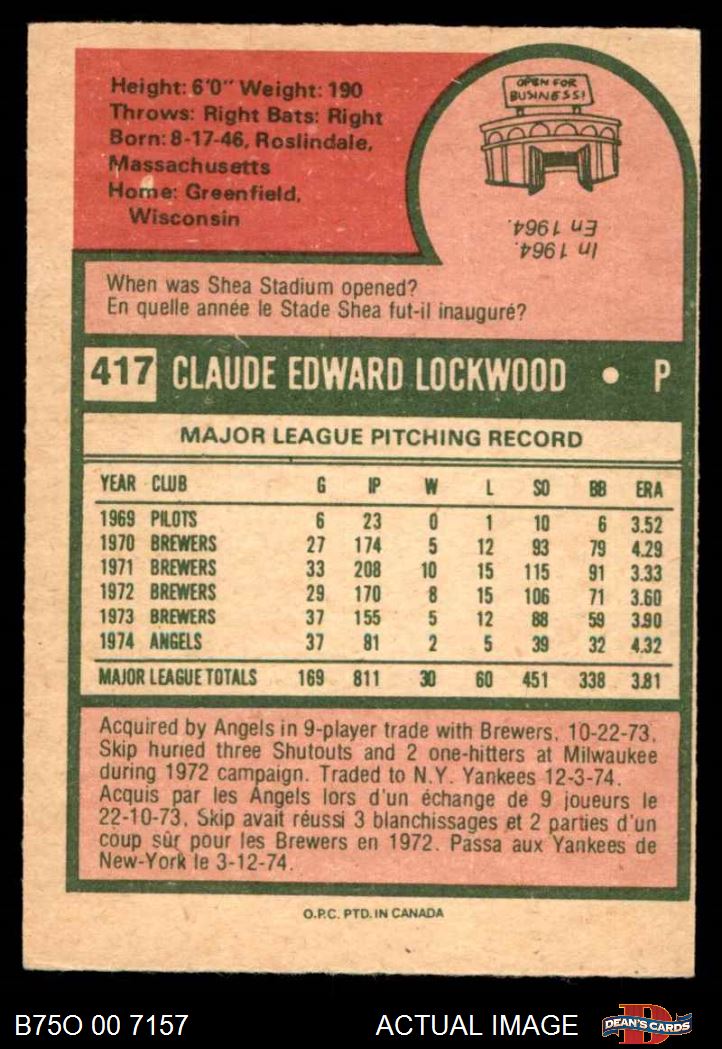 Height: 6'0" Weight: 190
Throws: Right Bats: Right
Born: 8-17-46, Roslindale,
Massachusetts
Home: Greenfield,
Wisconsin
OPEN FOR
BUSINESS!
In 1964.
En 1964.
When was Shea Stadium opened?
En quelle année le Stade Shea fut-il inauguré?
417 CLAUDE EDWARD LOCKWOOD • P
MAJOR LEAGUE PITCHING RECORD
YEAR CLUB G IP W L SO BB ERA
1969 PILOTS 6 23 0 1 10 6 3.52
1970 BREWERS 27 174 5 12 93 79 4.29
1971 BREWERS 33 208 10 15 115 91 3.33
1972 BREWERS 29 170 8 15 106 71 3.60
1973 BREWERS 37 155 5 12 88 59 3.90
1974 ANGELS 37 81 2 5 39 32 4.32
MAJOR LEAGUE TOTALS 169 811 30 60 451 338 3.81
Acquired by Angels in 9-player trade with Brewers, 10-22-73.
Skip huried three Shutouts and 2 one-hitters at Milwaukee
during 1972 campaign. Traded to N.Y. Yankees 12-3-74.
Acquis par les Angels lors d'un échange de 9 joueurs le
22-10-73, Skip avait réussi 3 blanchissages et 2 parties d'un
coup sûr pour les Brewers en 1972. Passa aux Yankees de
New-York le 3-12-74.
O.P.C. PTD. IN CANADA
B75O 00 7157 ACTUAL IMAGE
D
DEAN'S CARDS